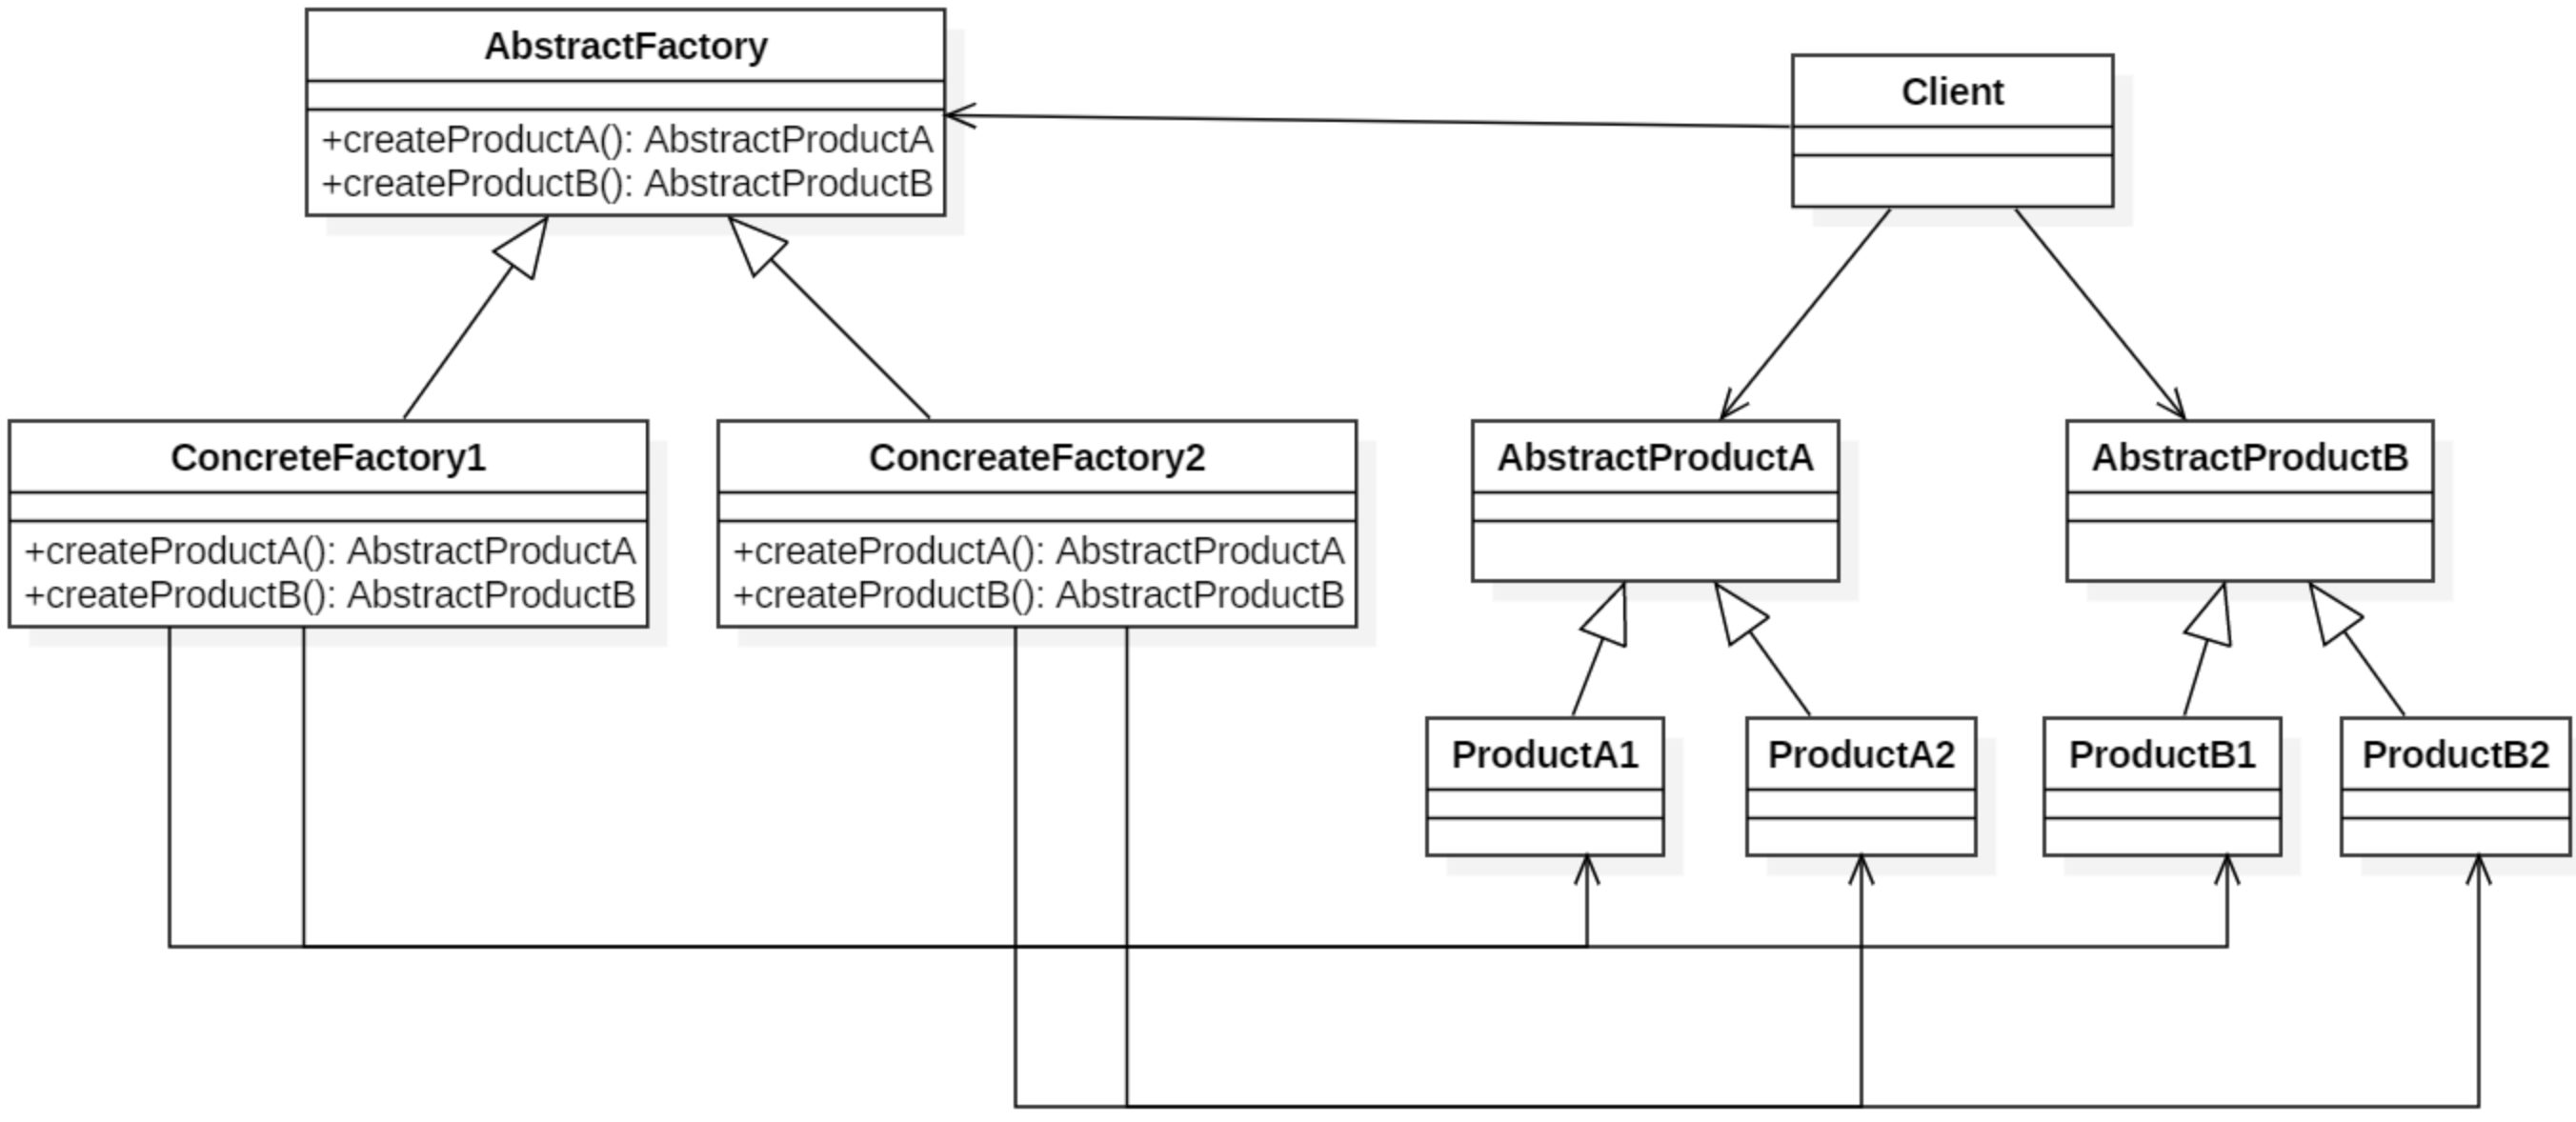 AbstractFactory
+createProductA(): AbstractProductA
+createProductB(): AbstractProductB
Client
ConcreteFactory1
+createProductA(): AbstractProductA
+createProductB(): AbstractProductB
ConcreateFactory2
+createProductA(): AbstractProductA
+createProductB(): AbstractProductB
AbstractProductA
AbstractProductB
ProductA1
ProductA2
ProductB1
ProductB2